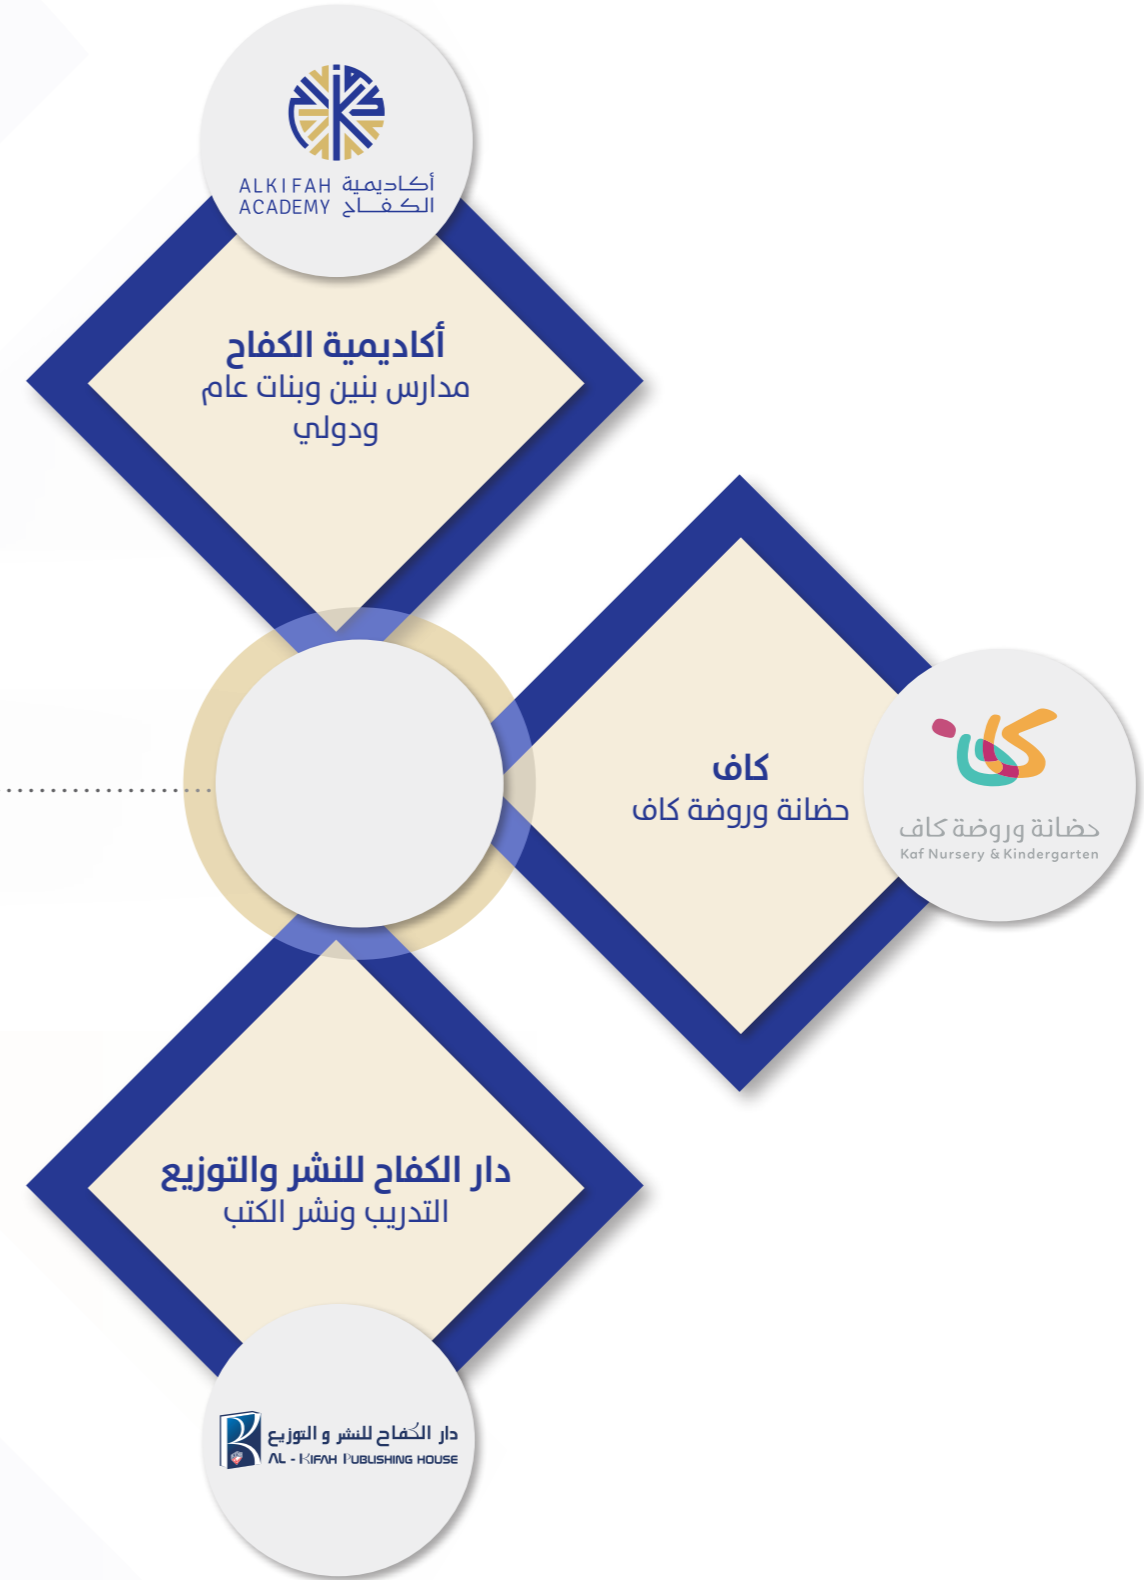 ALKIFAH أكاديمية
ACADEMY الكفاح
أكاديمية الكفاح
مدارس بنين وبنات عام
ودولي
كاف
حضانة وروضة كاف
كاف
حضانة وروضة كاف
Kaf Nursery & Kindergarten
دار الكفاح للنشر والتوزيع
التدريب ونشر الكتب
دار الكفاح للنشر و التوزيع
AL - KIFAH PUBLISHING HOUSE